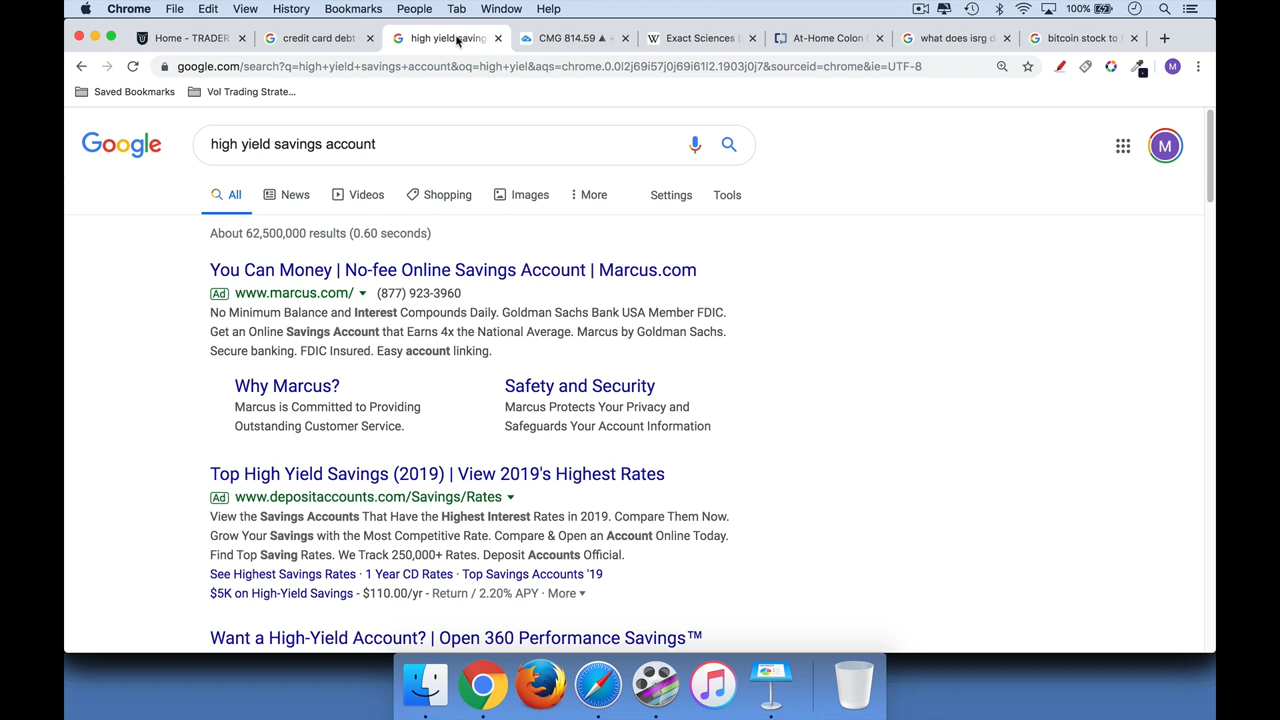 Chrome File Edit View History Bookmarks People Tab Window Help 100%
Home - TRADER credit card debt high yield saving CMG 814.59 ▲ Exact Sciences ( At-Home Colon C what does isrg d bitcoin stock to f
google.com/search?q=high+yield+savings+account&oq=high+yiel&aqs=chrome.0.0l2j69i57j0j69i61l2.1903j0j7&sourceid=chrome&ie=UTF-8 M
Saved Bookmarks Vol Trading Strate...
Google high yield savings account M
All News Videos Shopping Images More Settings Tools
About 62,500,000 results (0.60 seconds)
You Can Money | No-fee Online Savings Account | Marcus.com
Ad www.marcus.com/ (877) 923-3960
No Minimum Balance and Interest Compounds Daily. Goldman Sachs Bank USA Member FDIC.
Get an Online Savings Account that Earns 4x the National Average. Marcus by Goldman Sachs.
Secure banking. FDIC Insured. Easy account linking.
Why Marcus?
Marcus is Committed to Providing
Outstanding Customer Service.
Safety and Security
Marcus Protects Your Privacy and
Safeguards Your Account Information
Top High Yield Savings (2019) | View 2019's Highest Rates
Ad www.depositaccounts.com/Savings/Rates
View the Savings Accounts That Have the Highest Interest Rates in 2019. Compare Them Now.
Grow Your Savings with the Most Competitive Rate. Compare & Open an Account Online Today.
Find Top Saving Rates. We Track 250,000+ Rates. Deposit Accounts Official.
See Highest Savings Rates · 1 Year CD Rates · Top Savings Accounts '19
$5K on High-Yield Savings - $110.00/yr - Return / 2.20% APY · More
Want a High-Yield Account? | Open 360 Performance Savings™